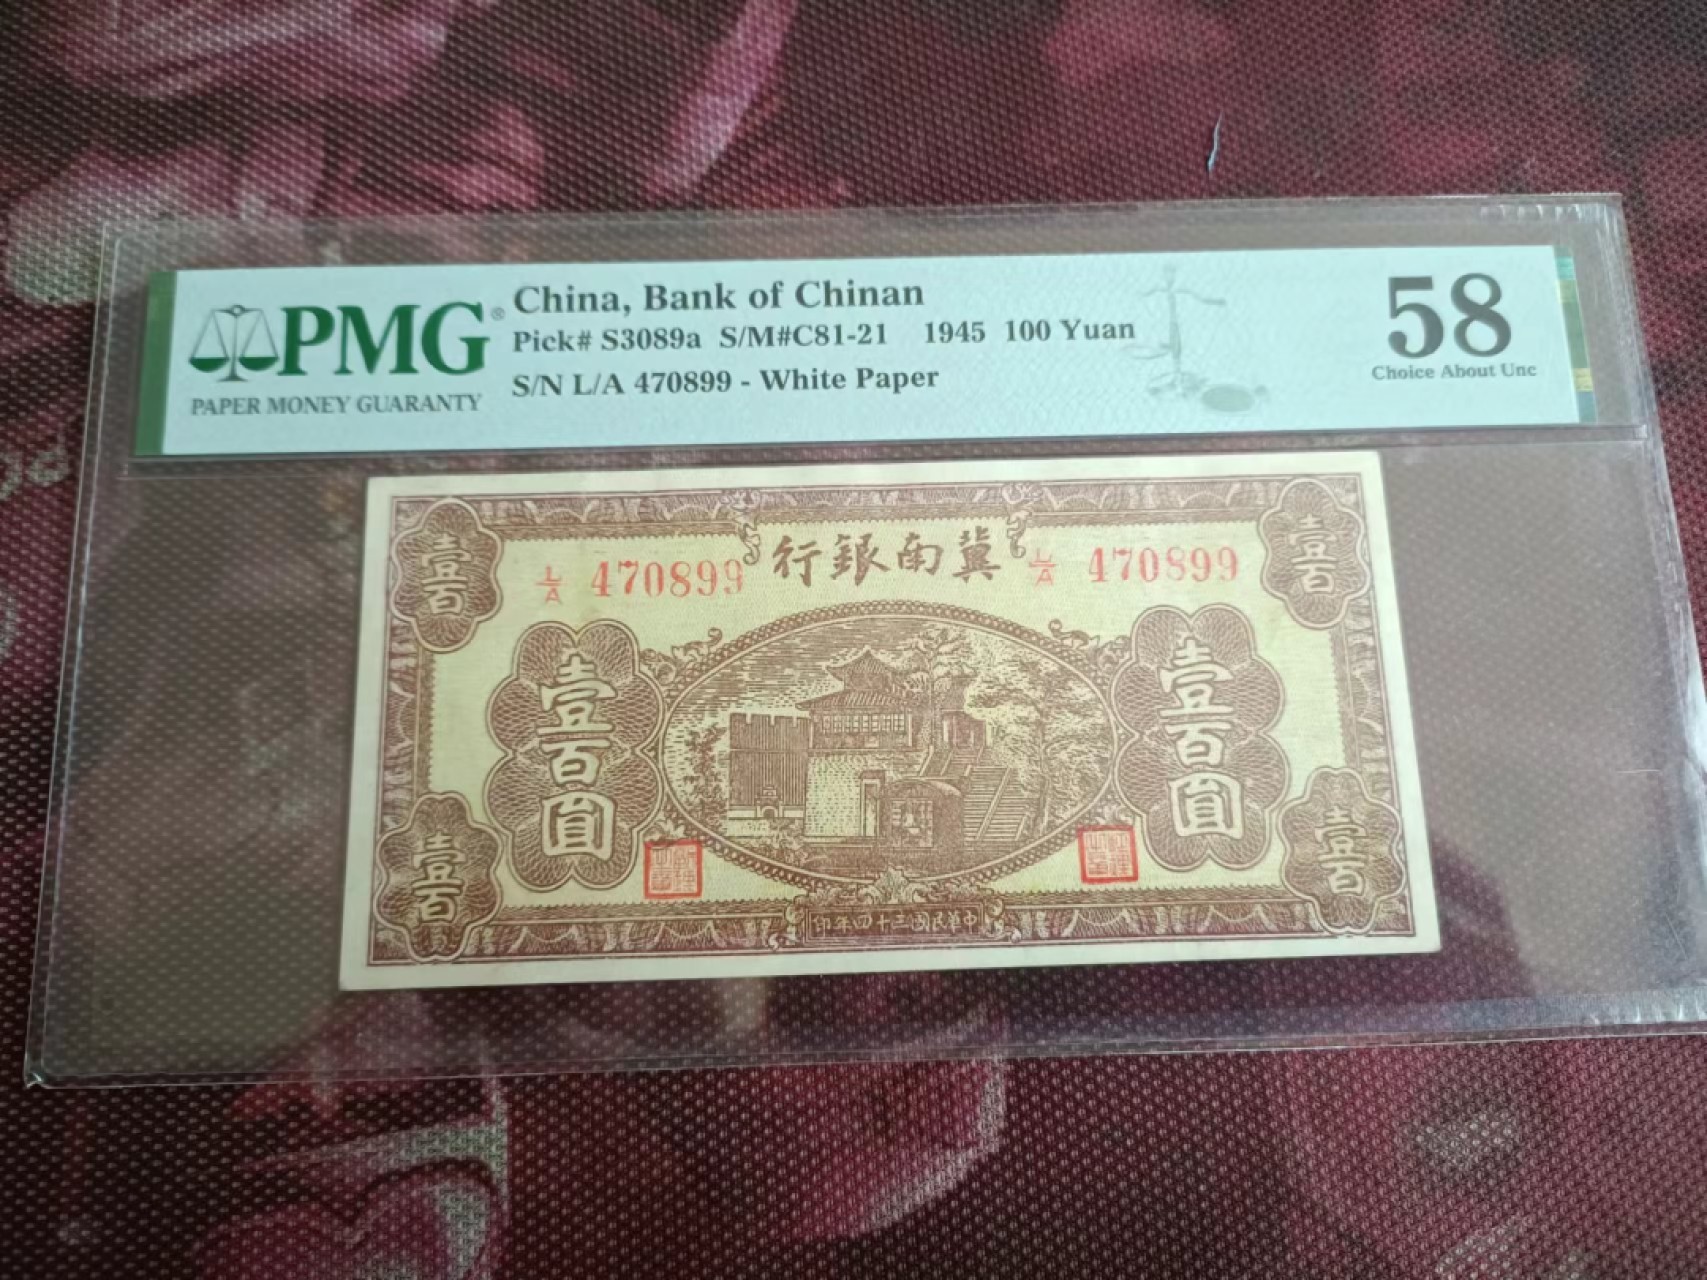 PMG®
PAPER MONEY GUARANTY
China, Bank of Chinan
Pick# S3089a S/M#C81-21 1945 100 Yuan
S/N L/A 470899 - White Paper
58
Choice About Unc
壹百
行銀南冀
壹百
L/A 470899
L/A 470899
壹百圓
壹百圓
壹百
壹百
印年四十三國民華中